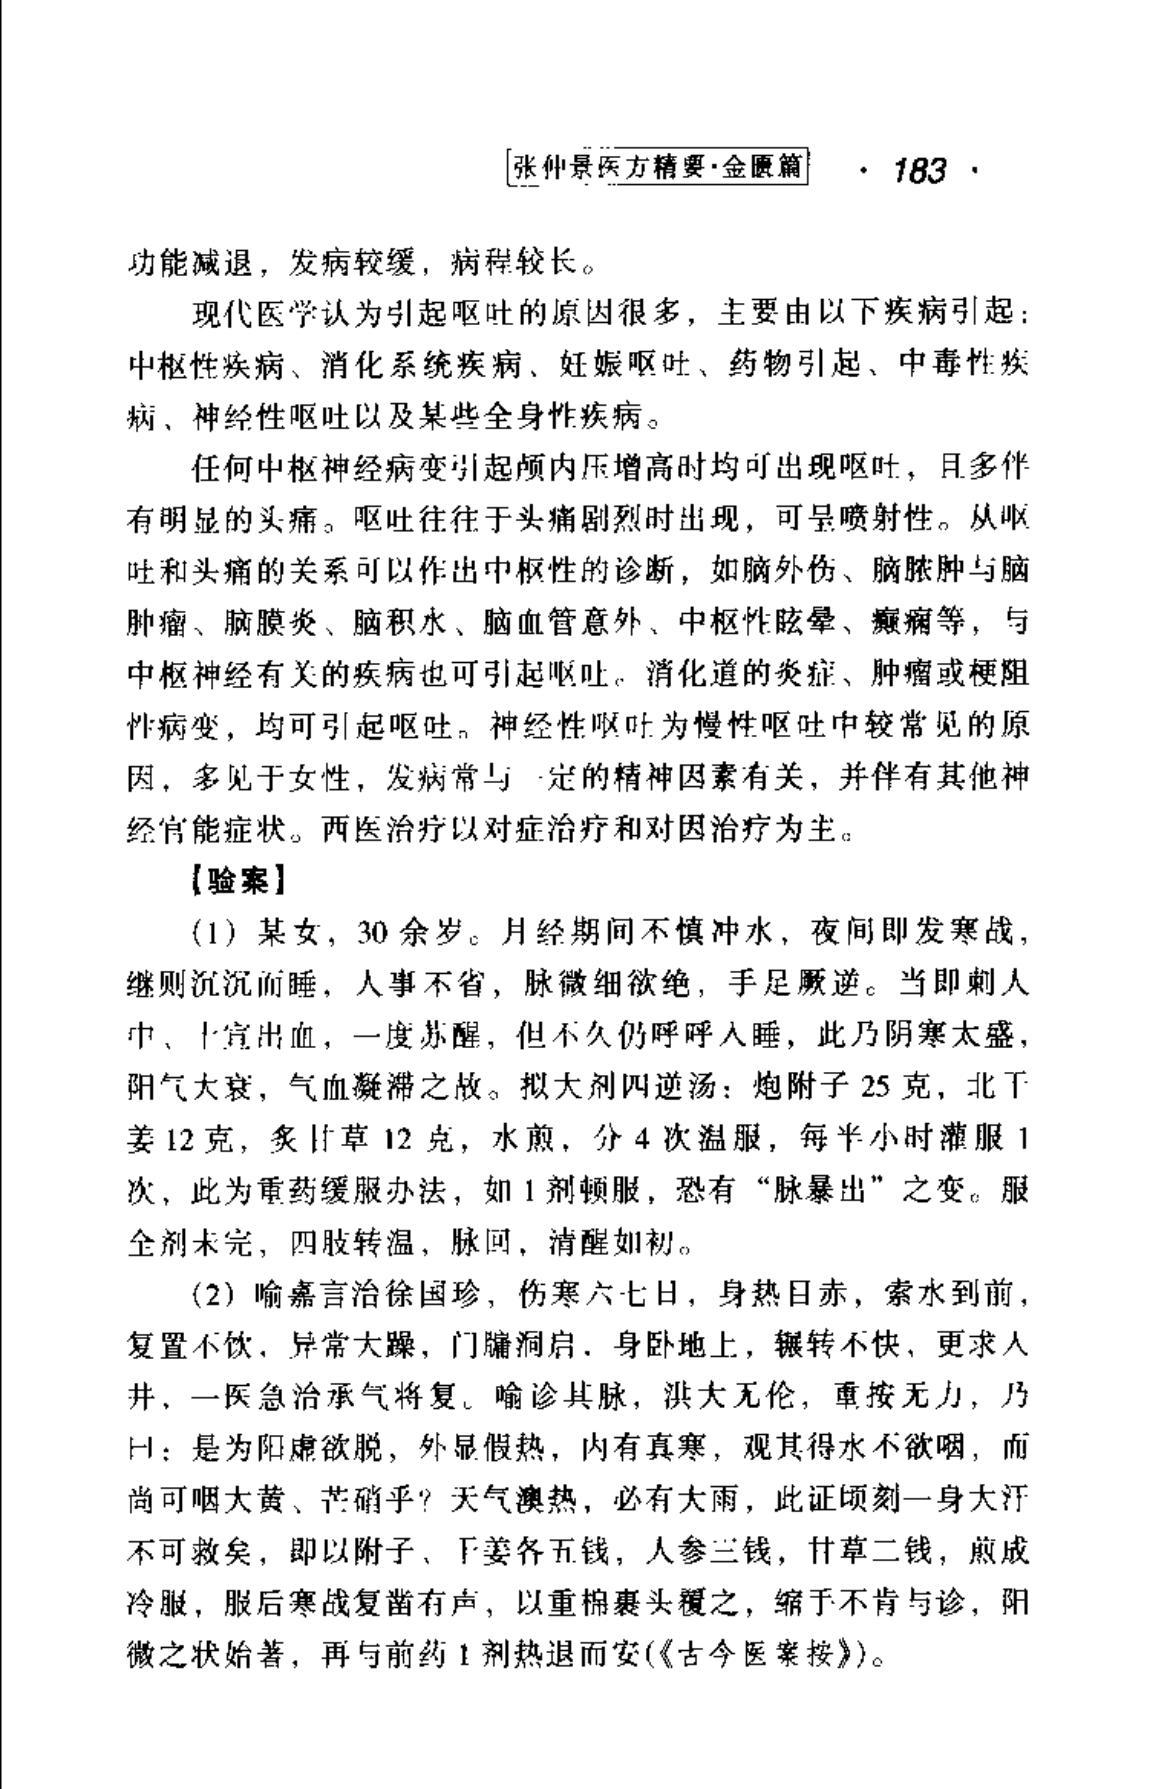 张仲景医方精要·金匮篇 · 183 ·
功能减退，发病较缓，病程较长。
现代医学认为引起呕吐的原因很多，主要由以下疾病引起：
中枢性疾病、消化系统疾病、妊娠呕吐、药物引起、中毒性疾
病、神经性呕吐以及某些全身性疾病。
任何中枢神经病变引起颅内压增高时均可出现呕吐，且多伴
有明显的头痛。呕吐往往于头痛剧烈时出现，可呈喷射性。从呕
吐和头痛的关系可以作出中枢性的诊断，如脑外伤、脑脓肿与脑
肿瘤、脑膜炎、脑积水、脑血管意外、中枢性眩晕、癫痫等，与
中枢神经有关的疾病也可引起呕吐。消化道的炎症、肿瘤或梗阻
性病变，均可引起呕吐。神经性呕吐为慢性呕吐中较常见的原
因，多见于女性，发病常与一定的精神因素有关，并伴有其他神
经官能症状。西医治疗以对症治疗和对因治疗为主。
【验案】
（1）某女，30 余岁。月经期间不慎冲水，夜间即发寒战，
继则沉沉而睡，人事不省，脉微细欲绝，手足厥逆。当即刺人
中、十宣出血，一度苏醒，但不久仍呼呼入睡，此乃阴寒太盛，
阳气大衰，气血凝滞之故。拟大剂四逆汤：炮附子 25 克，北干
姜 12 克，炙甘草 12 克，水煎，分 4 次温服，每半小时灌服 1
次，此为重药缓服办法，如 1 剂顿服，恐有“脉暴出”之变。服
全剂未完，四肢转温，脉回，清醒如初。
（2）喻嘉言治徐国珍，伤寒六七日，身热目赤，索水到前，
复置不饮，异常大躁，门牖洞启，身卧地上，辗转不快，更求人
井，一医急治承气将复。喻诊其脉，洪大无伦，重按无力，乃
曰：是为阳虚欲脱，外显假热，内有真寒，观其得水不欲咽，而
尚可咽大黄、芒硝乎？天气澳热，必有大雨，此证顷刻一身大汗
不可救矣，即以附子、干姜各五钱，人参三钱，甘草二钱，煎成
冷服，服后寒战复凿有声，以重棉裹头覆之，缩手不肯与诊，阳
微之状始著，再与前药 1 剂热退而安(《古今医案按》)。